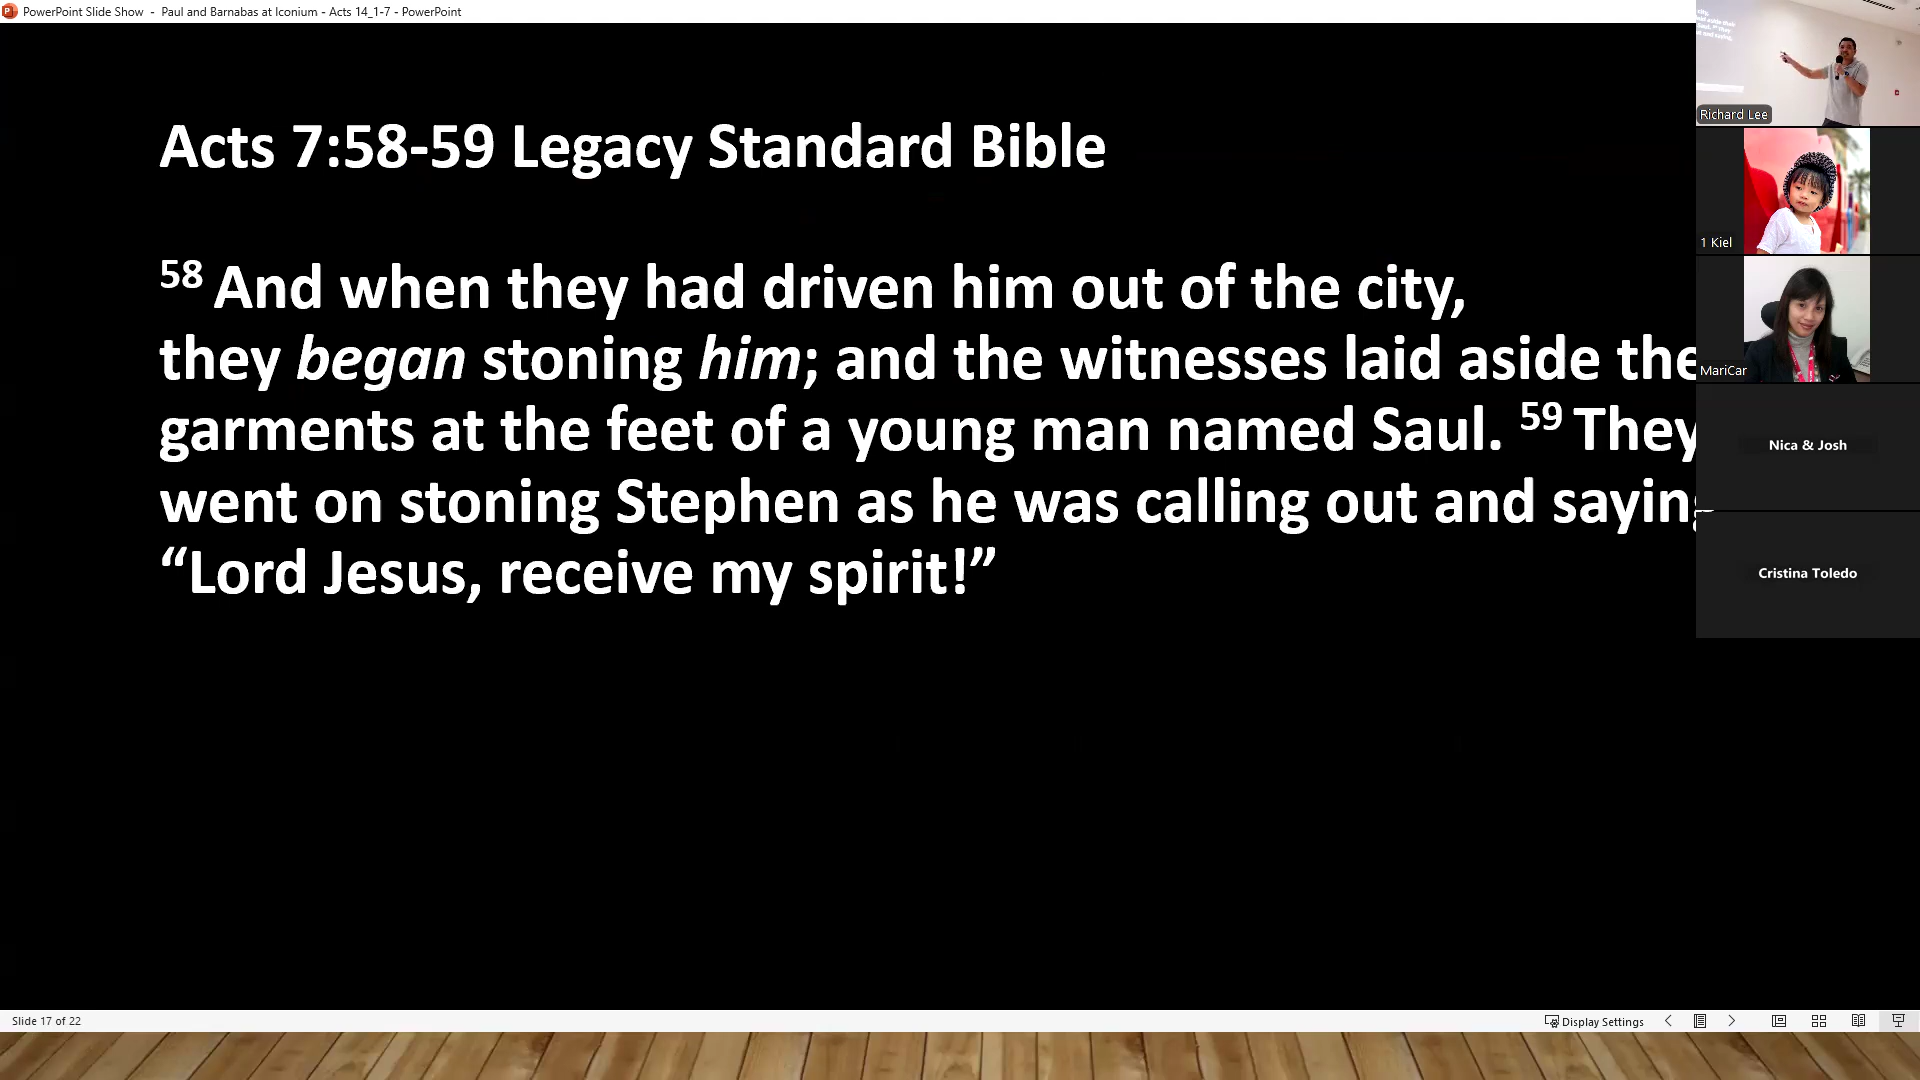 PowerPoint Slide Show - Paul and Barnabas at Iconium - Acts 14_1-7 - PowerPoint
Acts 7:58-59 Legacy Standard Bible
58 And when they had driven him out of the city,
they began stoning him; and the witnesses laid aside
garments at the feet of a young man named Saul. 59 They
went on stoning Stephen as he was calling out and saying
“Lord Jesus, receive my spirit!”
Richard Lee
1 Kiel
MariCar
Nica & Josh
Cristina Toledo
Slide 17 of 22
Display Settings